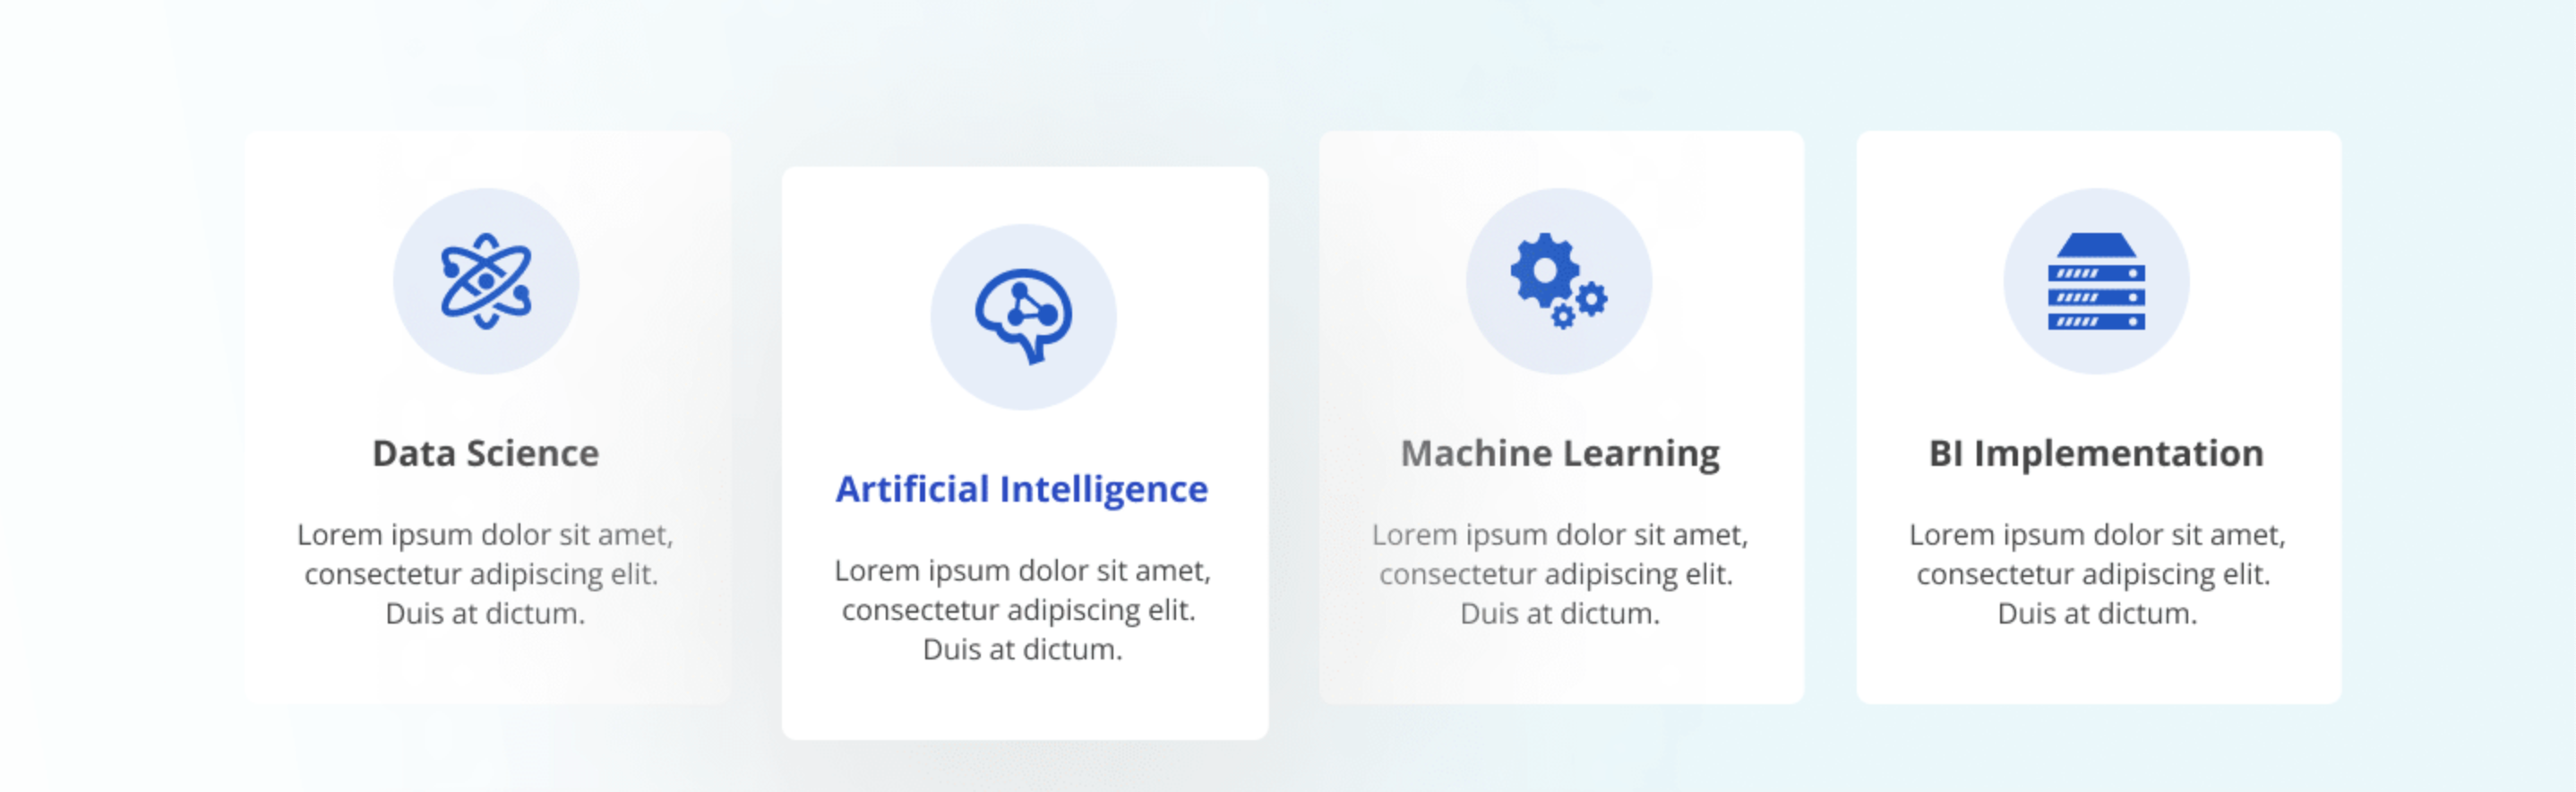 Data Science
Lorem ipsum dolor sit amet,
consectetur adipiscing elit.
Duis at dictum.
Artificial Intelligence
Lorem ipsum dolor sit amet,
consectetur adipiscing elit.
Duis at dictum.
Machine Learning
Lorem ipsum dolor sit amet,
consectetur adipiscing elit.
Duis at dictum.
BI Implementation
Lorem ipsum dolor sit amet,
consectetur adipiscing elit.
Duis at dictum.